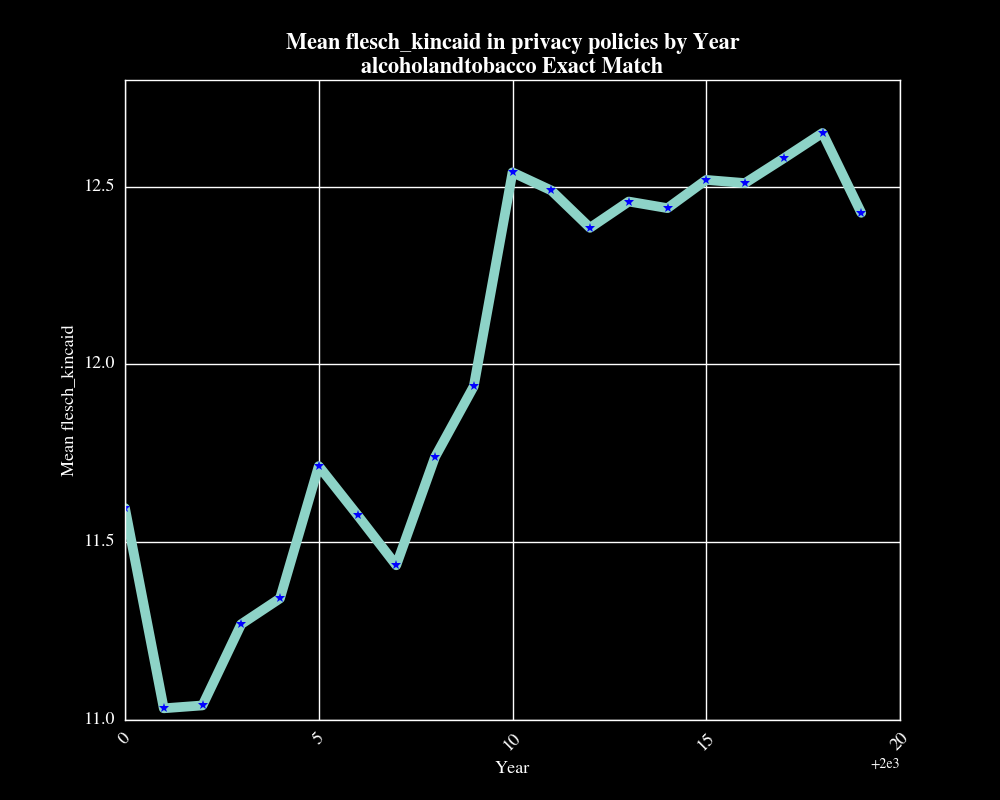 Mean flesch_kincaid in privacy policies by Year
alcoholandtobacco Exact Match
12.5
12.0
11.5
11.0
Mean flesch_kincaid
0 5 10 15 20
Year
+2e3